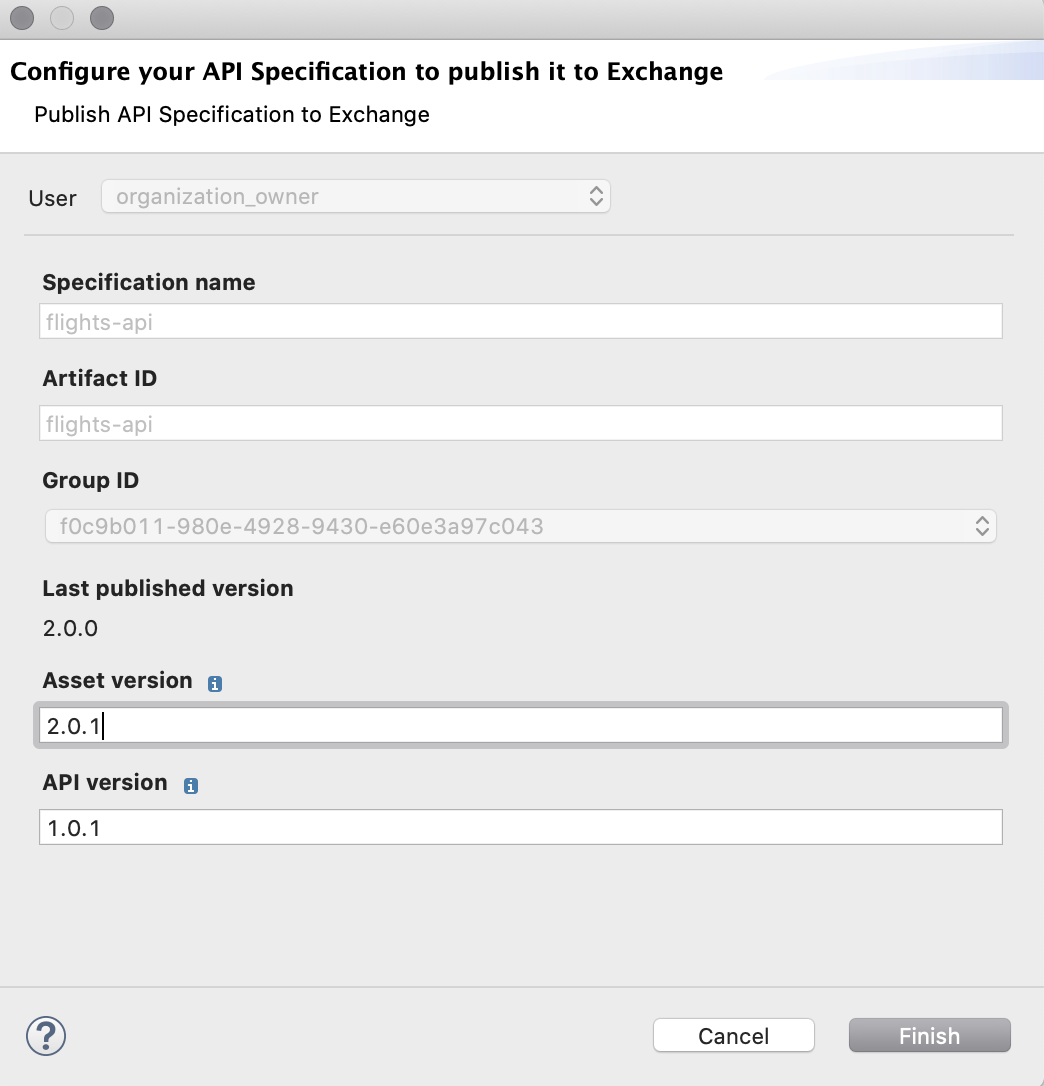 Configure your API Specification to publish it to Exchange
Publish API Specification to Exchange
User organization_owner
Specification name
flights-api
Artifact ID
flights-api
Group ID
f0c9b011-980e-4928-9430-e60e3a97c043
Last published version
2.0.0
Asset version i
2.0.1
API version i
1.0.1
? Cancel Finish